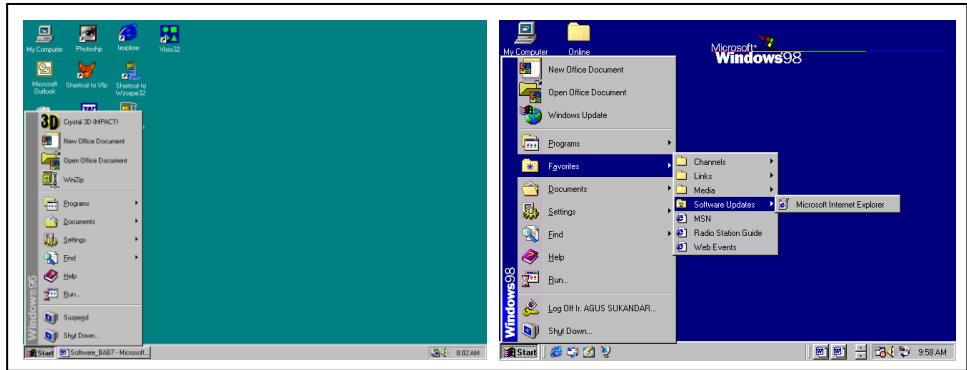 My Computer Photoshp Iexplore Visio32
Microsoft Outlook Shortcut to Vfp Shortcut to Wzsepe32
Crystal 3D IMPACT!
New Office Document
Open Office Document
WinZip
Programs
Documents
Settings
Find
Help
Run...
Suspend
Shut Down...
Windows95
Start Software_BAB7 - Microsoft... 8:02 AM
My Computer Online
Microsoft
Windows98
New Office Document
Open Office Document
Windows Update
Programs
Favorites
Documents
Settings
Find
Help
Run...
Log Off Ir. AGUS SUKANDAR...
Shut Down...
Windows98
Channels
Links
Media
Software Updates
MSN
Radio Station Guide
Web Events
Microsoft Internet Explorer
Start 9:58 AM